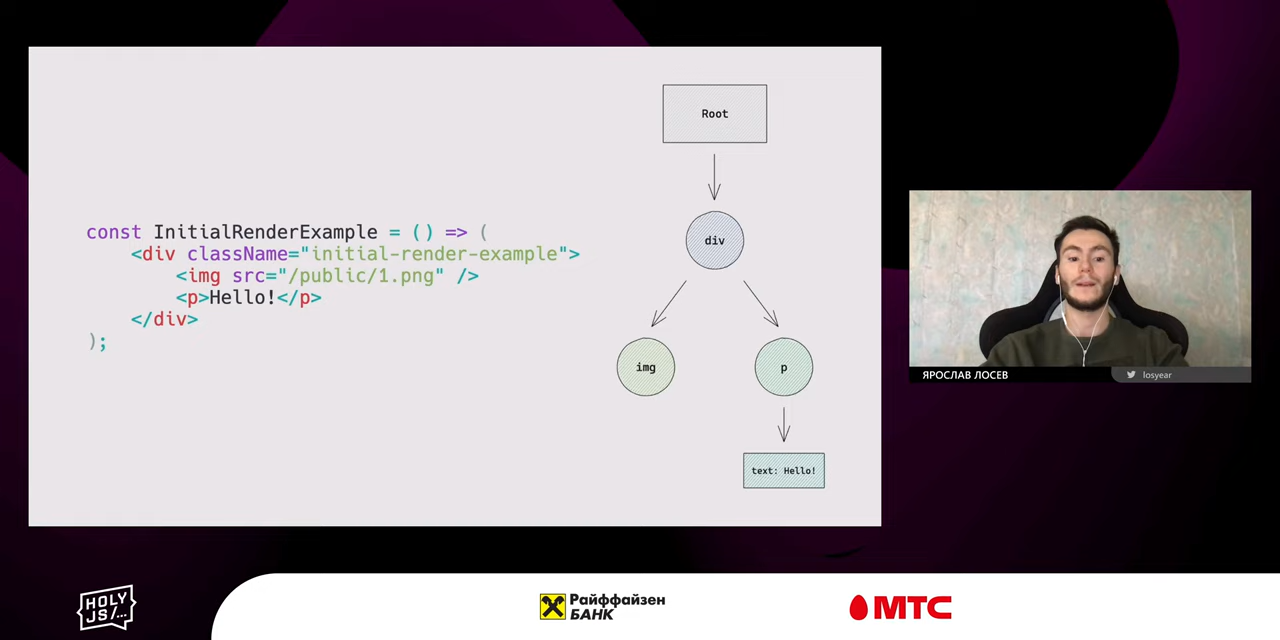 const InitialRenderExample = () => (
<div className="initial-render-example">
<img src="/public/1.png" />
<p>Hello!</p>
</div>
);
Root
div
img
p
text: Hello!
ЯРОСЛАВ ЛОСЕВ
losyear
HOLY
JS/...
Райффайзен
БАНК
МТС